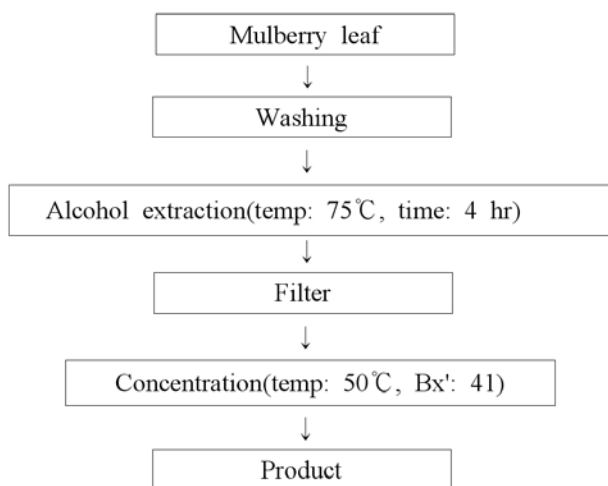 Mulberry leaf
↓
Washing
↓
Alcohol extraction(temp: 75℃, time: 4 hr)
↓
Filter
↓
Concentration(temp: 50℃, Bx': 41)
↓
Product